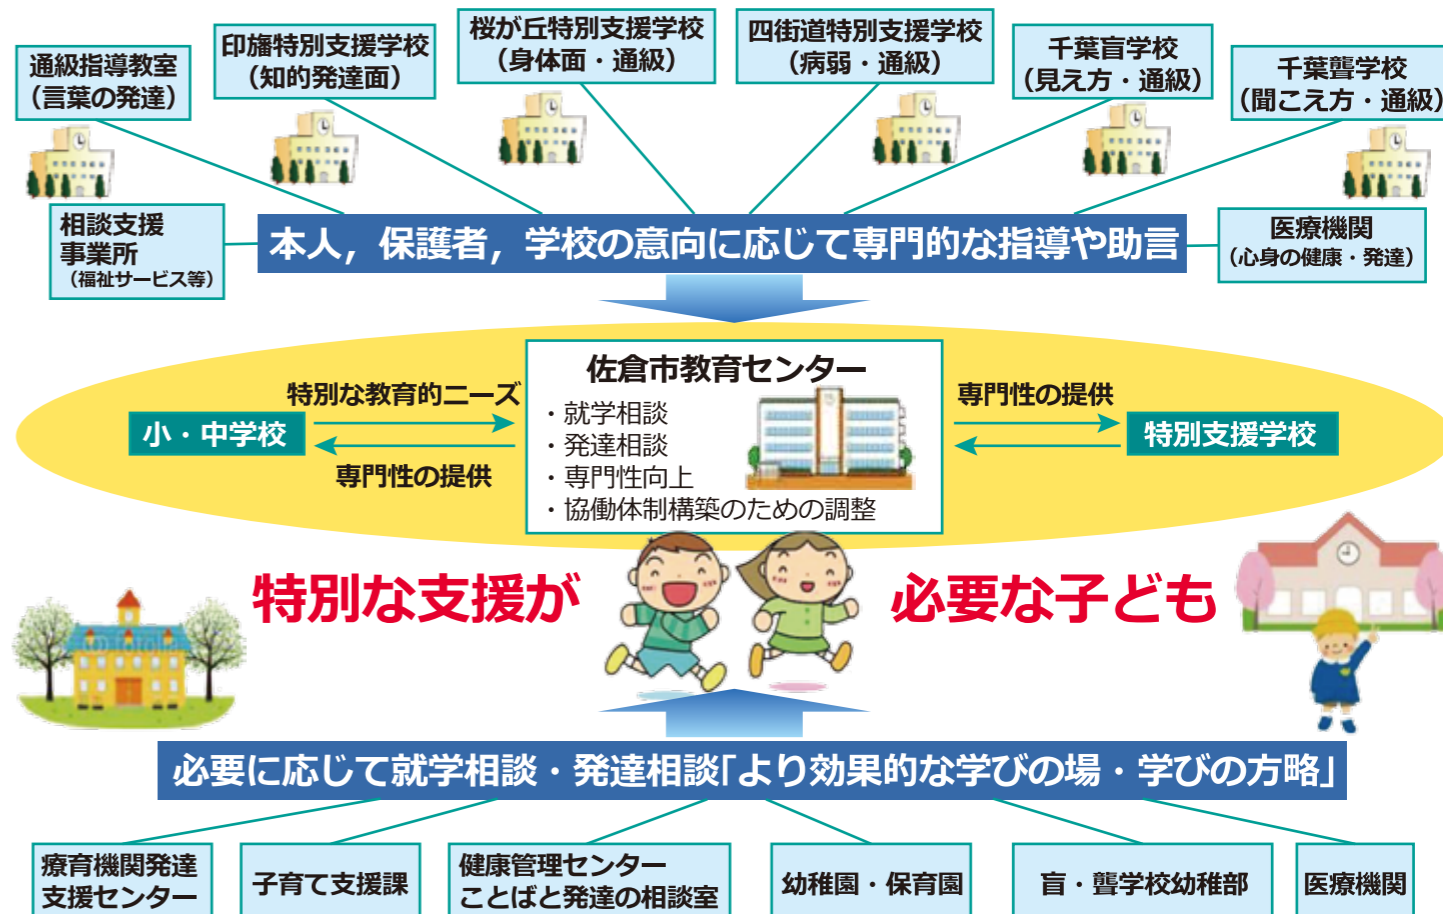 通級指導教室
（言葉の発達）
印旛特別支援学校
（知的発達面）
桜が丘特別支援学校
（身体面・通級）
四街道特別支援学校
（病弱・通級）
千葉盲学校
（見え方・通級）
千葉聾学校
（聞こえ方・通級）
相談支援
事業所
（福祉サービス等）
本人，保護者，学校の意向に応じて専門的な指導や助言
医療機関
（心身の健康・発達）
佐倉市教育センター
・就学相談
・発達相談
・専門性向上
・協働体制構築のための調整
特別な教育的ニーズ
小・中学校
専門性の提供
専門性の提供
特別支援学校
特別な支援が
必要な子ども
必要に応じて就学相談・発達相談「より効果的な学びの場・学びの方略」
療育機関発達
支援センター
子育て支援課
健康管理センター
ことばと発達の相談室
幼稚園・保育園
盲・聾学校幼稚部
医療機関